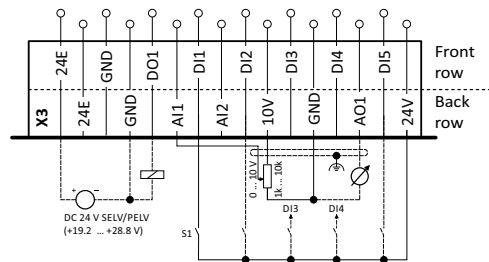 24E GND DO1 DI1 DI2 DI3 DI4 DI5
Front
row
X3 24E GND AI1 AI2 10V GND AO1 24V
Back
row
0 ... 10 V
1k ... 10k
+ −
DC 24 V SELV/PELV
(+19.2 ... +28.8 V)
S1
DI3 DI4